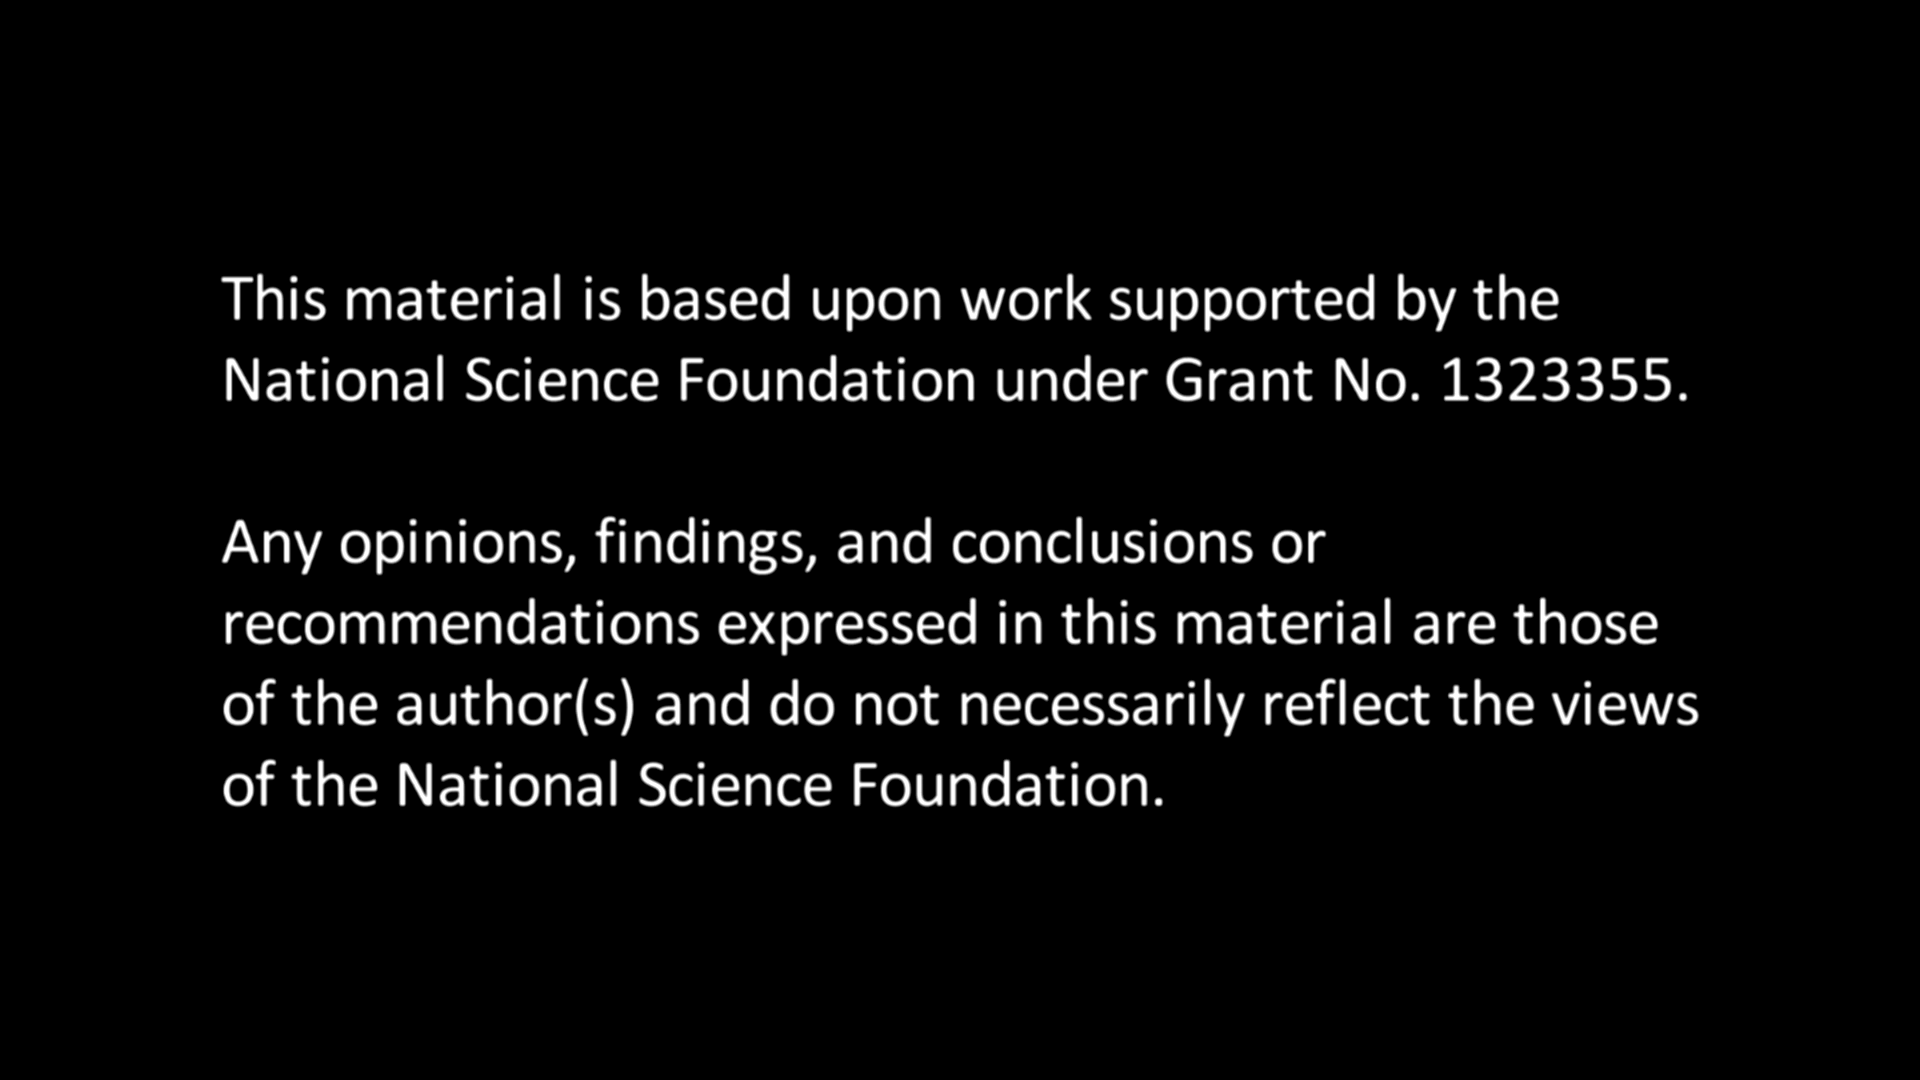 This material is based upon work supported by the
National Science Foundation under Grant No. 1323355.
Any opinions, findings, and conclusions or
recommendations expressed in this material are those
of the author(s) and do not necessarily reflect the views
of the National Science Foundation.